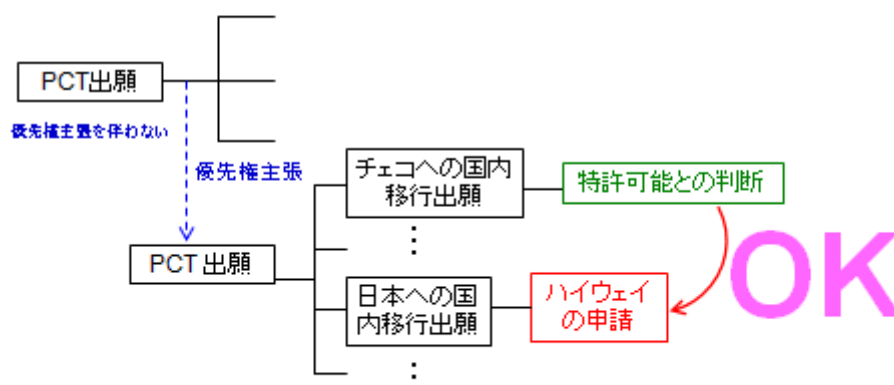 PCT出願
優先権主張を伴わない
優先権主張
チェコへの国内
移行出願
特許可能との判断
OK
PCT 出願
日本への国
内移行出願
ハイウェイ
の申請